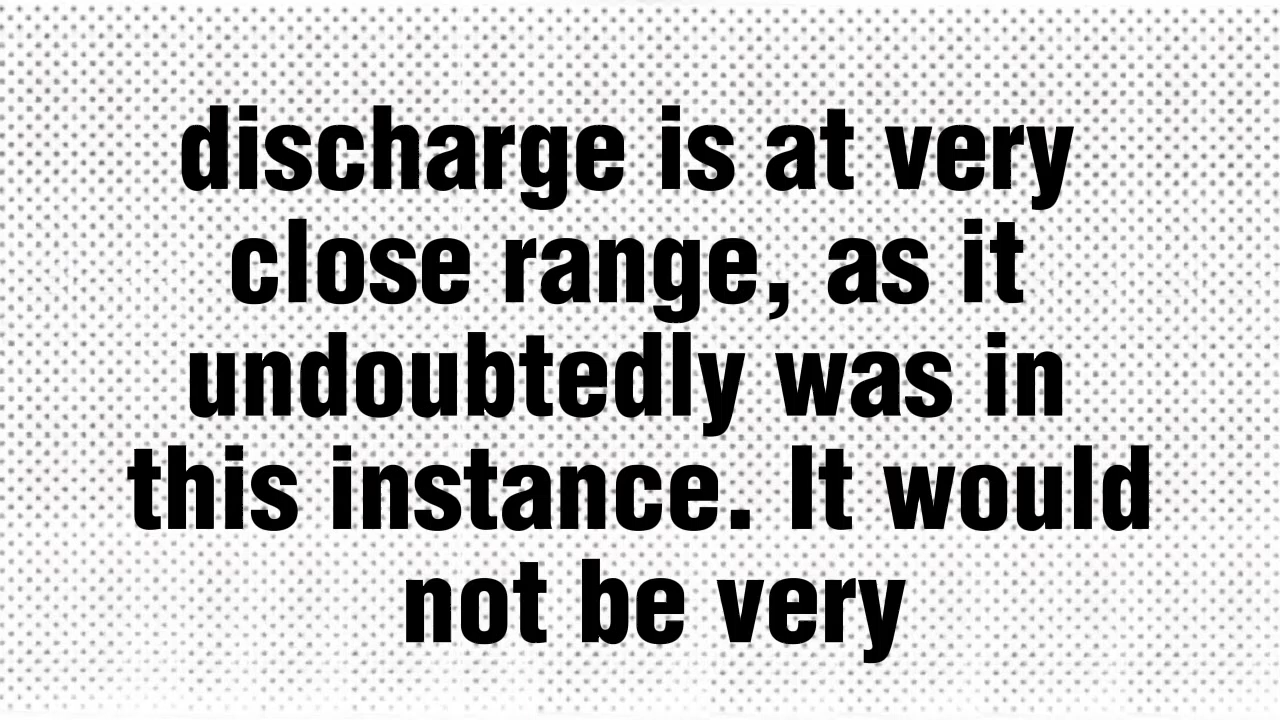 discharge is at very
close range, as it
undoubtedly was in
this instance. It would
not be very